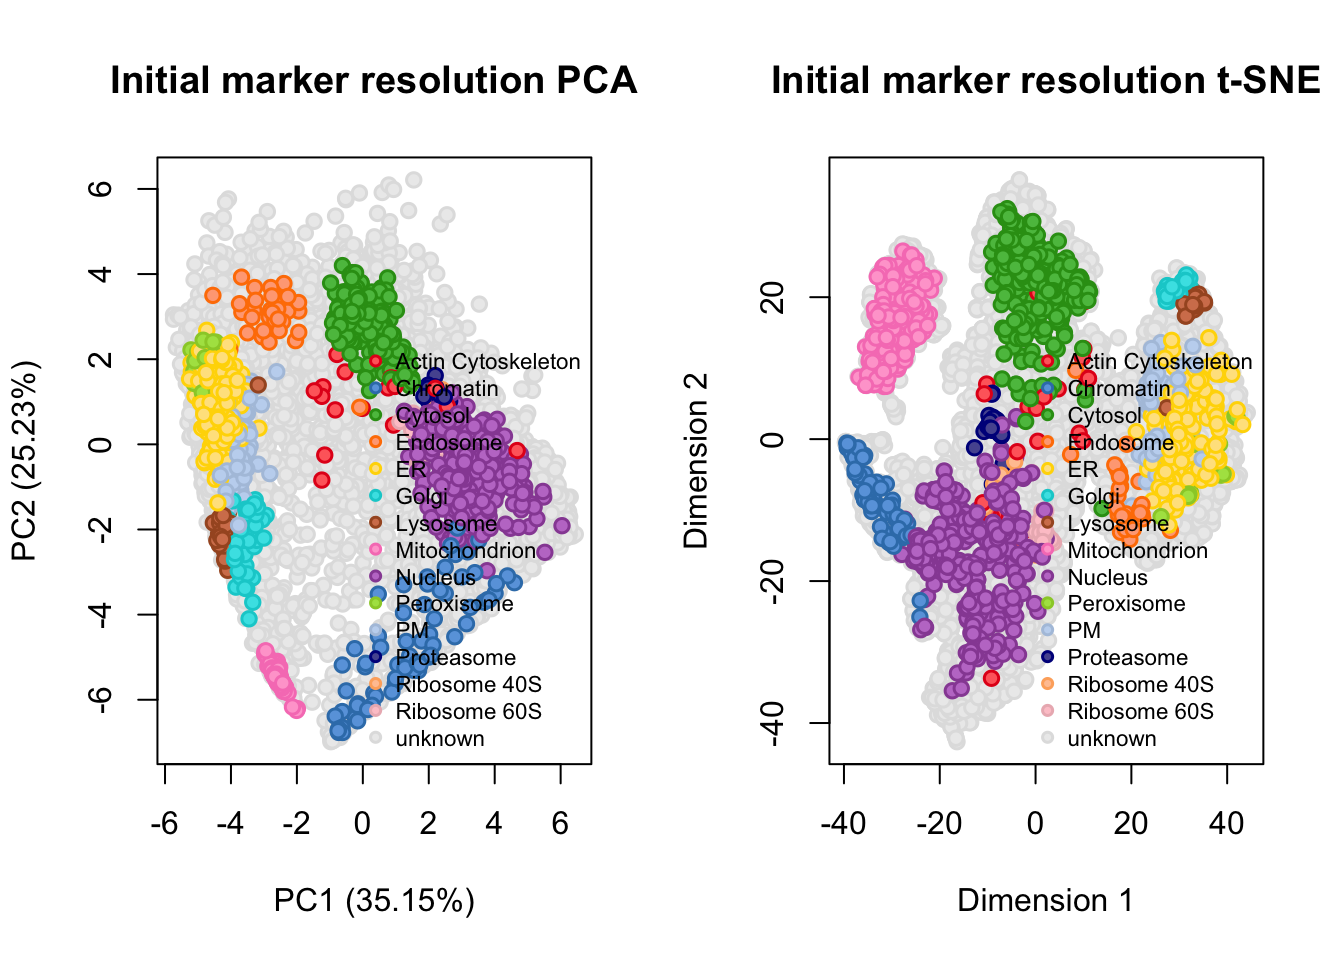 Initial marker resolution PCA
PC2 (25.23%)
6
4
2
0
-2
-4
-6
Actin Cytoskeleton
Chromatin
Cytosol
Endosome
ER
Golgi
Lysosome
Mitochondrion
Nucleus
Peroxisome
PM
Proteasome
Ribosome 40S
Ribosome 60S
unknown
-6 -4 -2 0 2 4 6
PC1 (35.15%)
Initial marker resolution t-SNE
Dimension 2
20
0
-20
-40
Actin Cytoskeleton
Chromatin
Cytosol
Endosome
ER
Golgi
Lysosome
Mitochondrion
Nucleus
Peroxisome
PM
Proteasome
Ribosome 40S
Ribosome 60S
unknown
-40 -20 0 20 40
Dimension 1